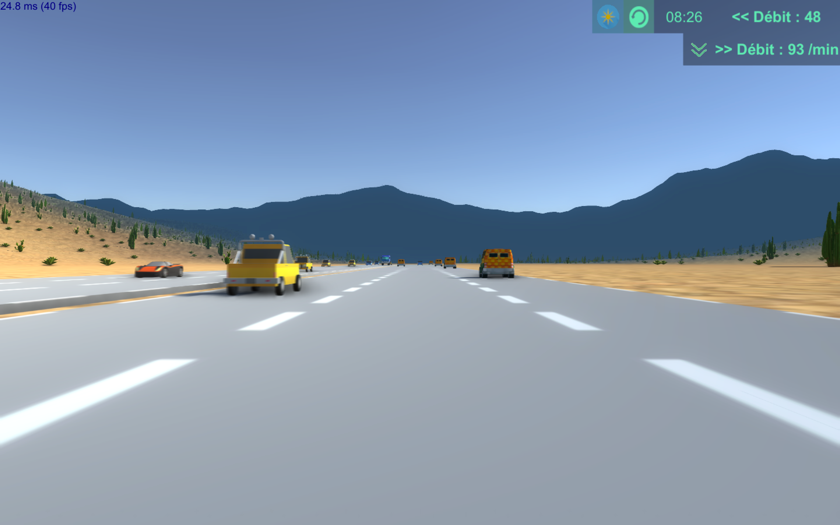 24.8 ms (40 fps)
08:26 << Débit : 48
>> Débit : 93 /min